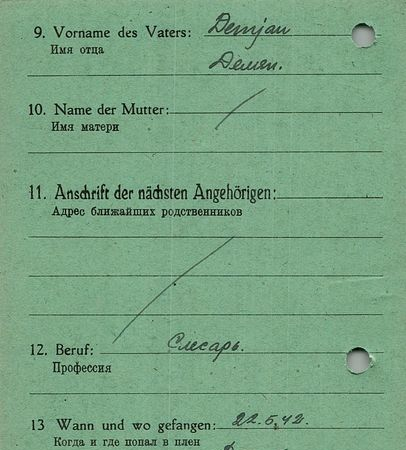 9. Vorname des Vaters: Demjan
Имя отца
Демян.
10. Name der Mutter:
Имя матери
11. Anschrift der nächsten Angehörigen:
Адрес ближайших родственников
12. Beruf: Слесарь.
Профессия
13 Wann und wo gefangen: 22.5.42.
Когда и где попал в плен